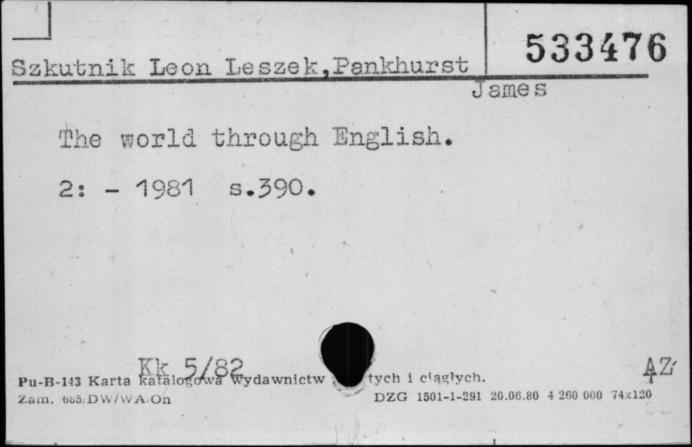 533476
Szkutnik Leon Leszek,Pankhurst
James
The world through English.
2: - 1981 s.390.
Kk 5/82
AZ
Pu-B-143 Karta katalogowa wydawnictw tych i ciągłych.
Zam. 685/DW/WA/On DZG 1501-1-291 20.06.80 4 260 000 74x120